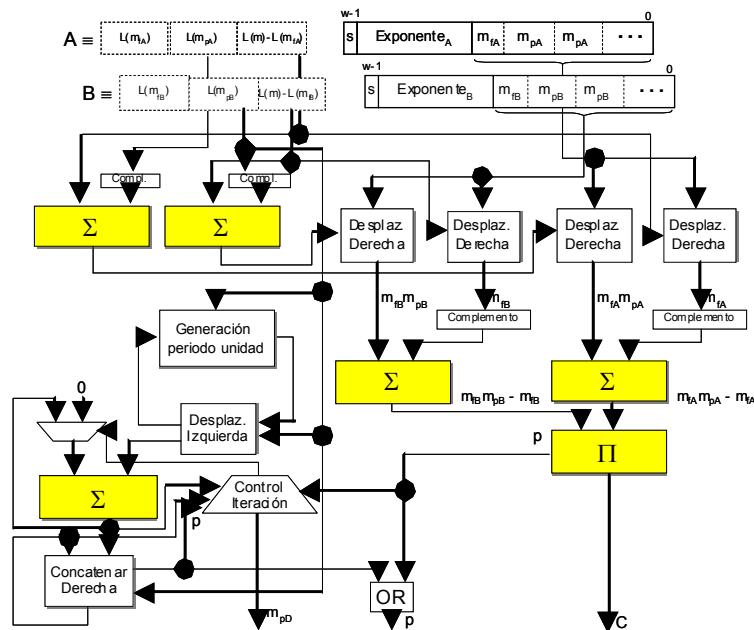 w-1 0
A ≡ L(m_fA) L(m_pA) L(m)-L(m_fA)
s Exponente_A m_fA m_pA m_pA ...
w-1 0
B ≡ L(m_fB) L(m_pB) L(m)-L(m_fB)
s Exponente_B m_fB m_pB m_pB ...
Compl. Compl.
Σ Σ
Desplaz. Derecha
Desplaz. Derecha
Desplaz. Derecha
Desplaz. Derecha
m_fB m_pB m_fB m_fA m_pA m_fA
Generación
periodo unidad
Complemento Complemento
Σ Σ
0
m_fB m_pB - m_fB m_fA m_pA - m_fA
Desplaz.
Izquierda
p
Π
Σ
Control
Iteración
p
Concatenar
Derecha
OR
m_pD p C